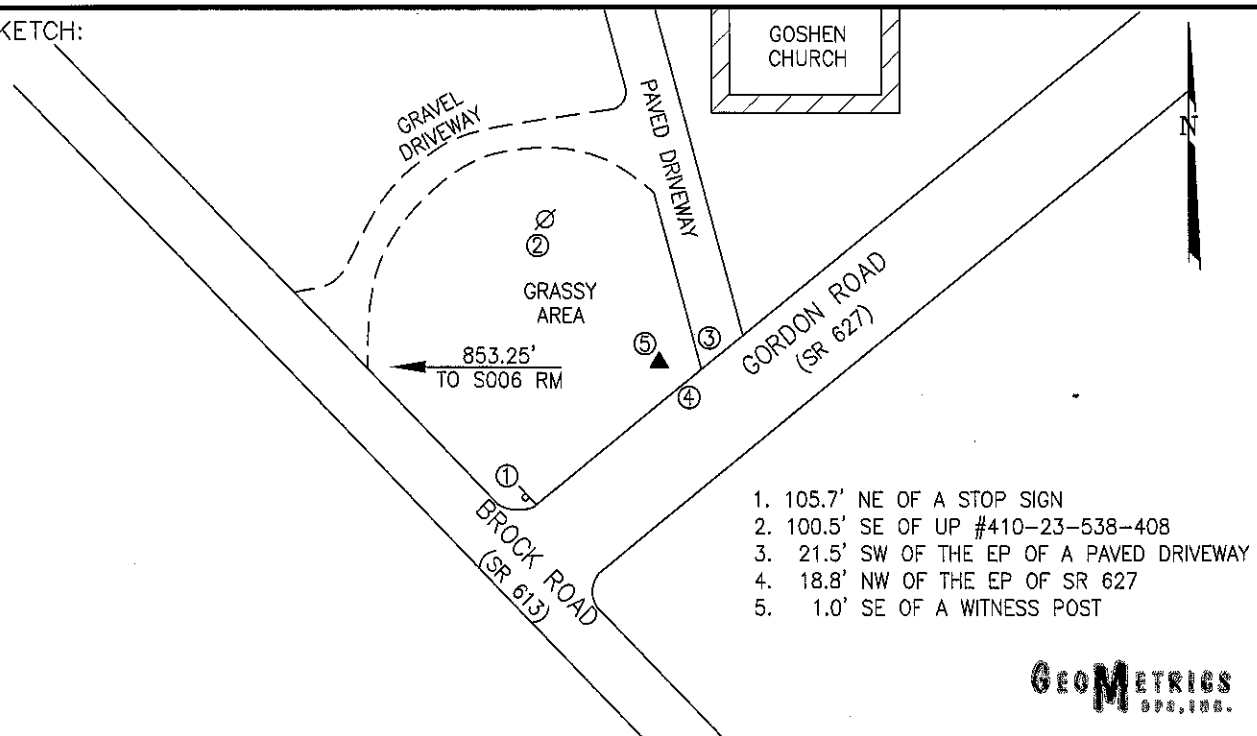 KETCH:
GOSHEN
CHURCH
GRAVEL
DRIVEWAY
PAVED DRIVEWAY
N
②
GRASSY
AREA
⑤
③
853.25'
TO S006 RM
④
GORDON ROAD
(SR 627)
①
BROCK ROAD
(SR 613)
1. 105.7' NE OF A STOP SIGN
2. 100.5' SE OF UP #410-23-538-408
3. 21.5' SW OF THE EP OF A PAVED DRIVEWAY
4. 18.8' NW OF THE EP OF SR 627
5. 1.0' SE OF A WITNESS POST
GEOMETRICS
GPS, INC.